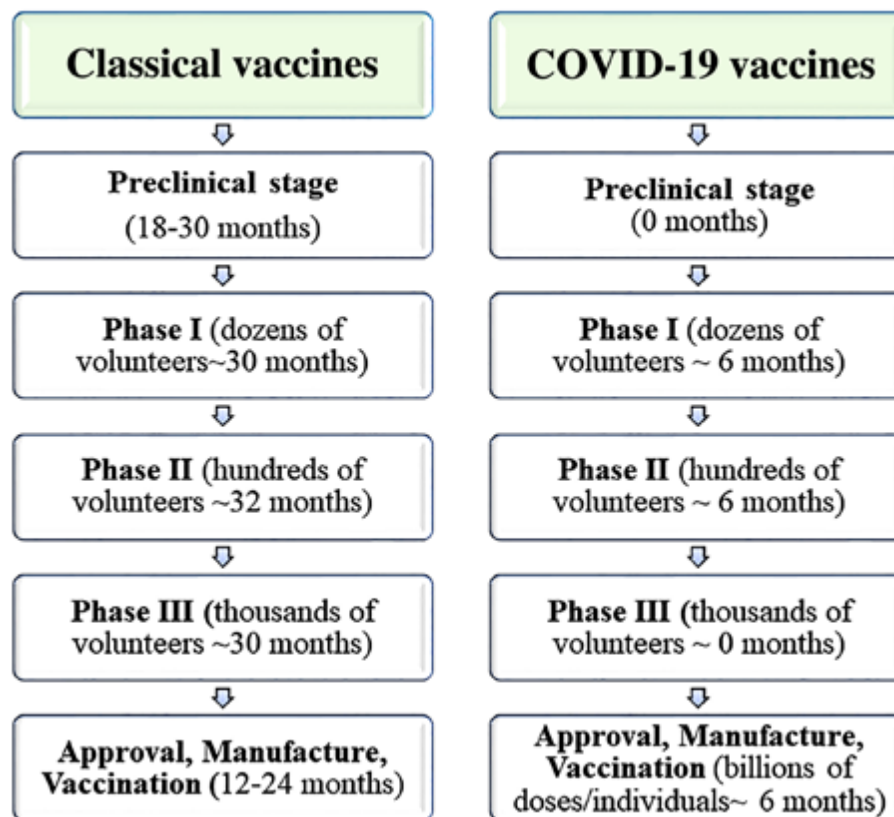 Classical vaccines
Preclinical stage
(18-30 months)
Phase I (dozens of
volunteers~30 months)
Phase II (hundreds of
volunteers ~32 months)
Phase III (thousands of
volunteers ~30 months)
Approval, Manufacture,
Vaccination (12-24 months)
COVID-19 vaccines
Preclinical stage
(0 months)
Phase I (dozens of
volunteers ~ 6 months)
Phase II (hundreds of
volunteers ~ 6 months)
Phase III (thousands of
volunteers ~ 0 months)
Approval, Manufacture,
Vaccination (billions of
doses/individuals~ 6 months)